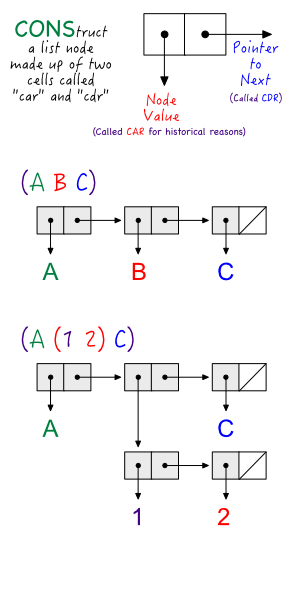 CONStruct
a list node
made up of two
cells called
"car" and "cdr"
Pointer
to
Next
(Called CDR)
Node
Value
(Called CAR for historical reasons)
(A B C)
A
B
C
(A (1 2) C)
A
C
1
2